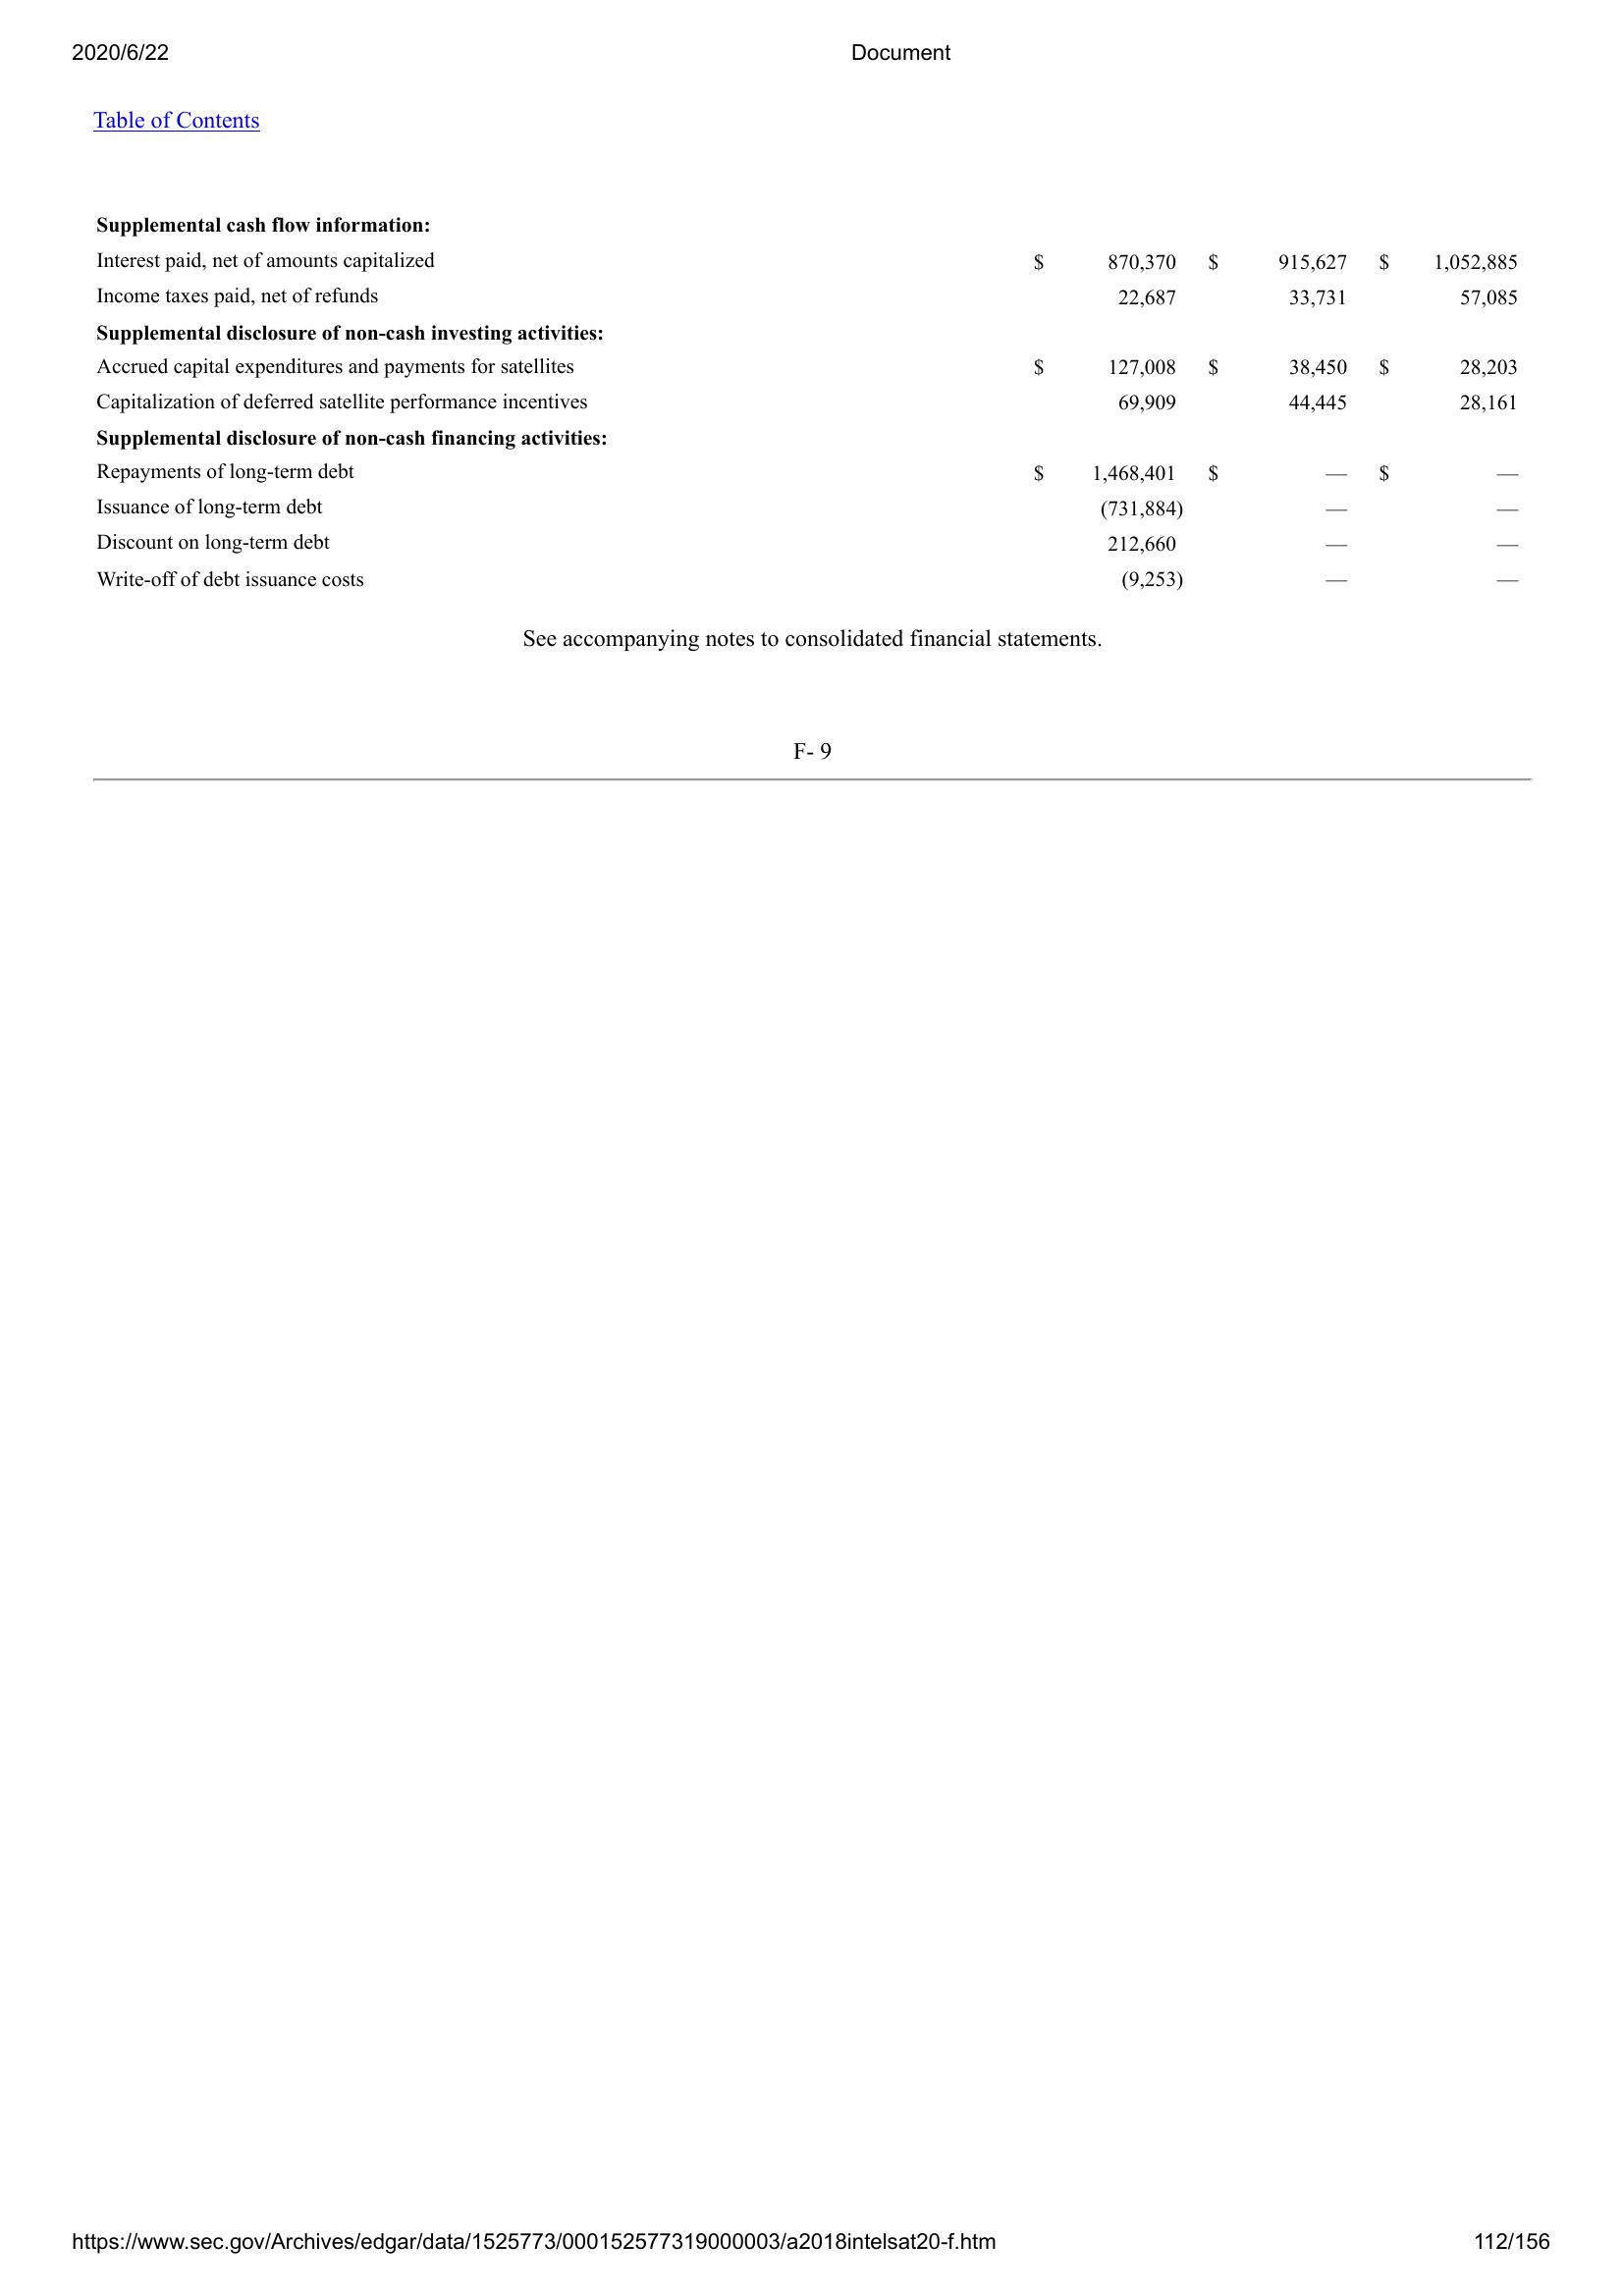 2020/6/22 Document
Table of Contents
Supplemental cash flow information:
Interest paid, net of amounts capitalized $ 870,370 $ 915,627 $ 1,052,885
Income taxes paid, net of refunds 22,687 33,731 57,085
Supplemental disclosure of non-cash investing activities:
Accrued capital expenditures and payments for satellites $ 127,008 $ 38,450 $ 28,203
Capitalization of deferred satellite performance incentives 69,909 44,445 28,161
Supplemental disclosure of non-cash financing activities:
Repayments of long-term debt $ 1,468,401 $ — $ —
Issuance of long-term debt (731,884) — —
Discount on long-term debt 212,660 — —
Write-off of debt issuance costs (9,253) — —
See accompanying notes to consolidated financial statements.
F- 9
https://www.sec.gov/Archives/edgar/data/1525773/000152577319000003/a2018intelsat20-f.htm 112/156